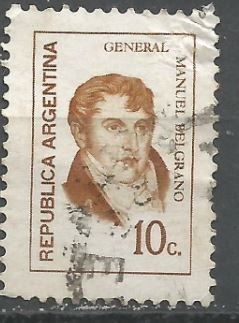 GENERAL
MANUEL BELGRANO
REPUBLICA ARGENTINA
10c.